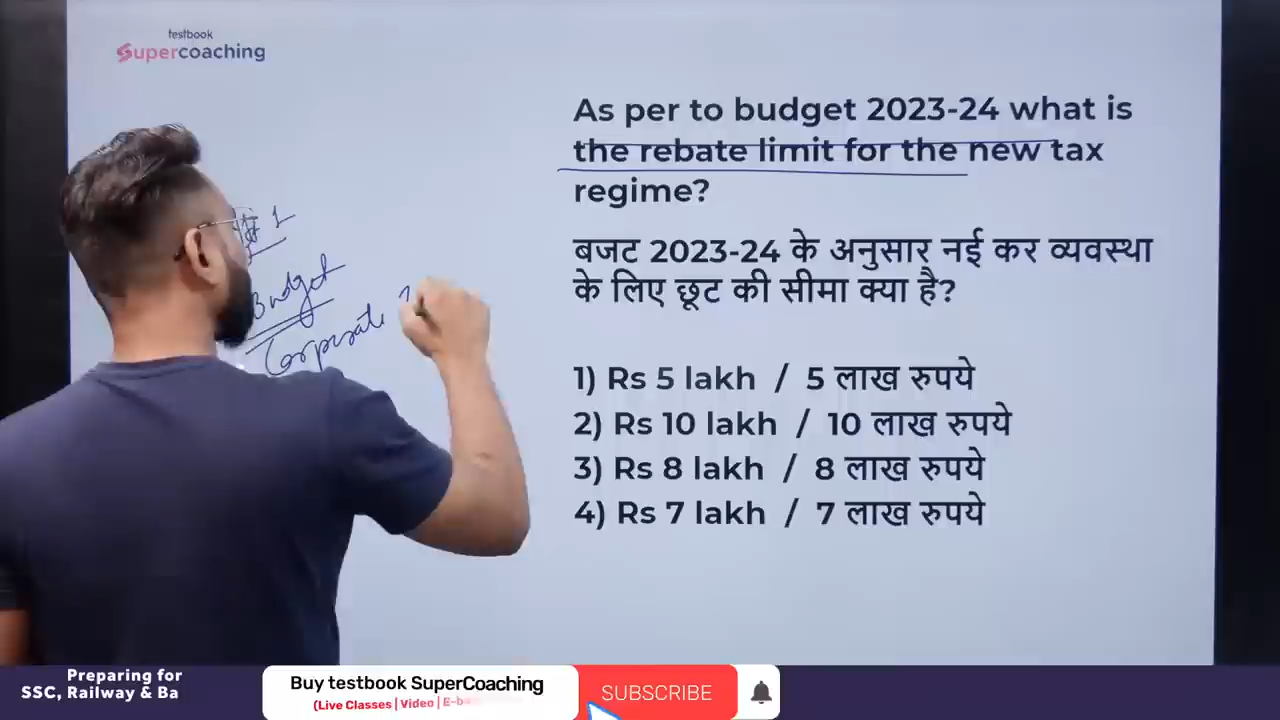 testbook
Supercoaching
As per to budget 2023-24 what is
the rebate limit for the new tax
regime?
बजट 2023-24 के अनुसार नई कर व्यवस्था
के लिए छूट की सीमा क्या है?
1) Rs 5 lakh / 5 लाख रुपये
2) Rs 10 lakh / 10 लाख रुपये
3) Rs 8 lakh / 8 लाख रुपये
4) Rs 7 lakh / 7 लाख रुपये
1
Budget
Corporate
Preparing for
SSC, Railway & Ba
Buy testbook SuperCoaching
(Live Classes | Video | E-b
SUBSCRIBE